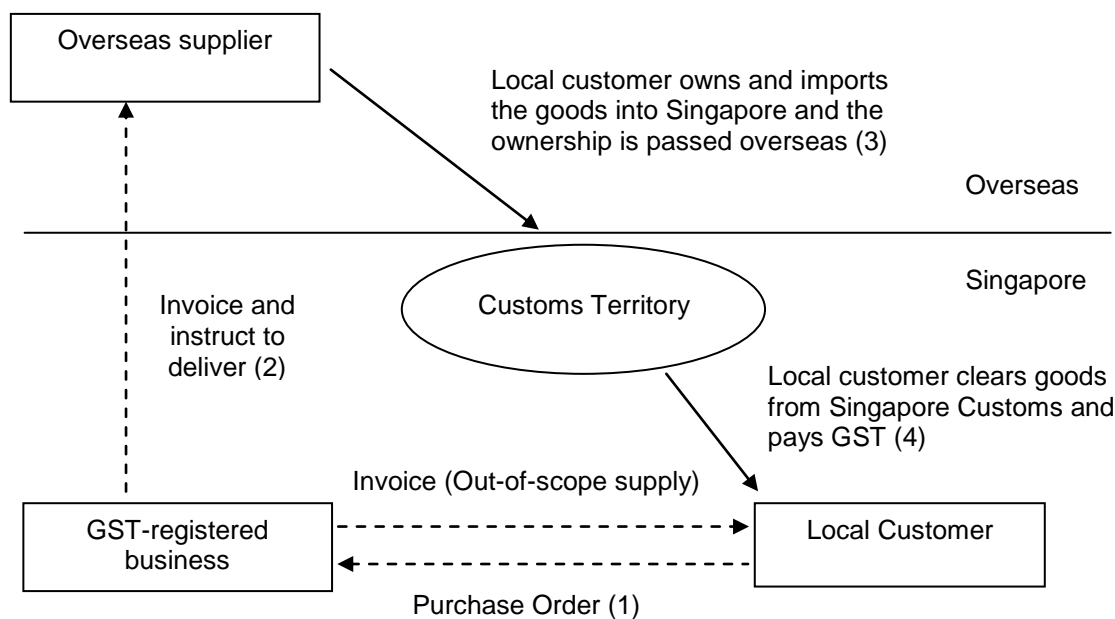 Overseas supplier
Local customer owns and imports
the goods into Singapore and the
ownership is passed overseas (3)
Overseas
Singapore
Customs Territory
Invoice and
instruct to
deliver (2)
Local customer clears goods
from Singapore Customs and
pays GST (4)
Invoice (Out-of-scope supply)
GST-registered
business
Local Customer
Purchase Order (1)